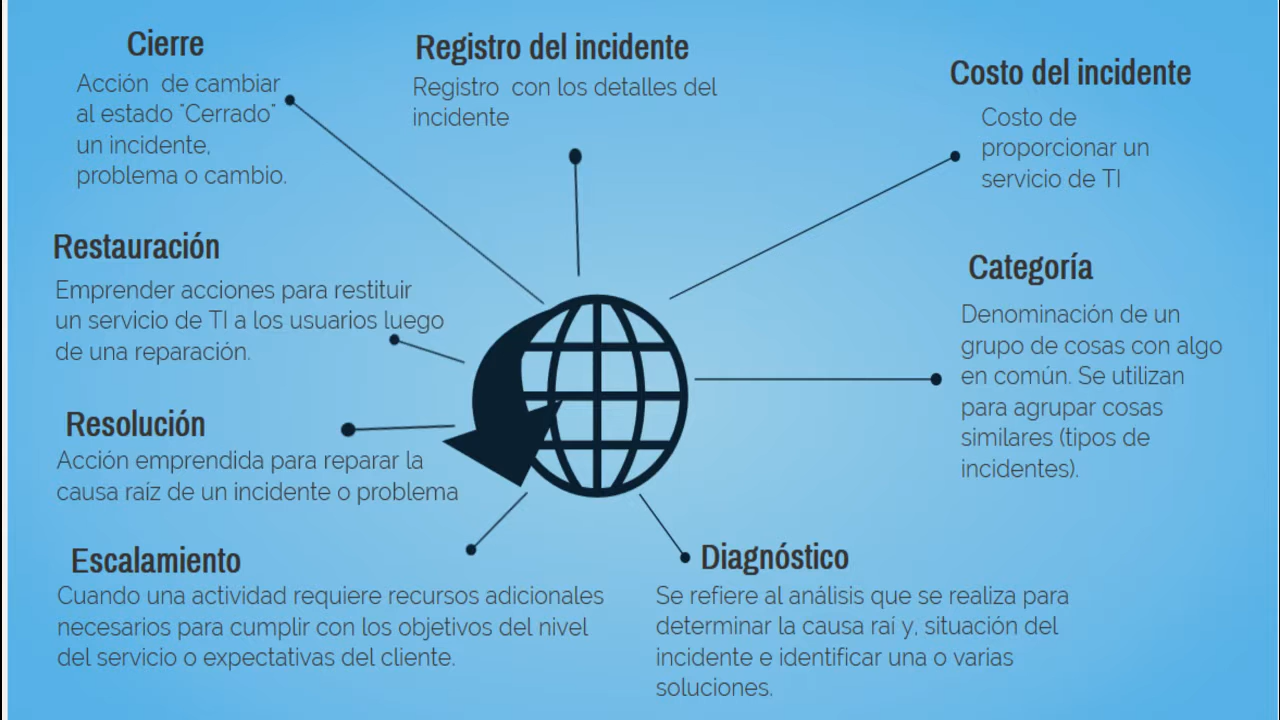 Cierre
Acción de cambiar
al estado "Cerrado"
un incidente,
problema o cambio.
Registro del incidente
Registro con los detalles del
incidente
Costo del incidente
Costo de
proporcionar un
servicio de TI
Restauración
Emprender acciones para restituir
un servicio de TI a los usuarios luego
de una reparación.
Categoría
Denominación de un
grupo de cosas con algo
en común. Se utilizan
para agrupar cosas
similares (tipos de
incidentes).
Resolución
Acción emprendida para reparar la
causa raíz de un incidente o problema
Escalamiento
Cuando una actividad requiere recursos adicionales
necesarios para cumplir con los objetivos del nivel
del servicio o expectativas del cliente.
Diagnóstico
Se refiere al análisis que se realiza para
determinar la causa raí y, situación del
incidente e identificar una o varias
soluciones.